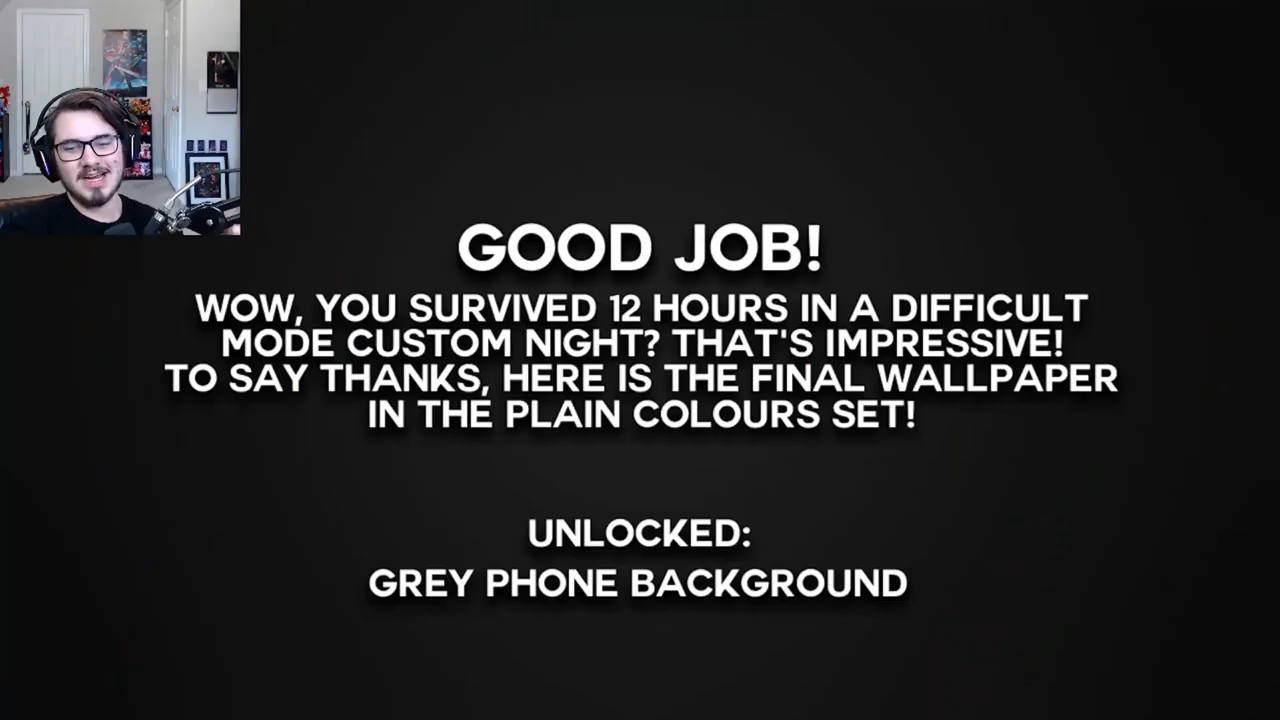 GOOD JOB!
WOW, YOU SURVIVED 12 HOURS IN A DIFFICULT
MODE CUSTOM NIGHT? THAT'S IMPRESSIVE!
TO SAY THANKS, HERE IS THE FINAL WALLPAPER
IN THE PLAIN COLOURS SET!
UNLOCKED:
GREY PHONE BACKGROUND